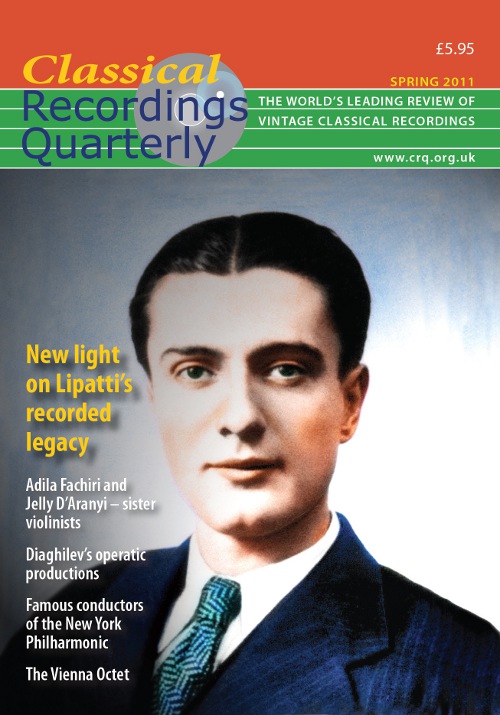 £5.95
Classical
Recordings
Quarterly
SPRING 2011
THE WORLD'S LEADING REVIEW OF
VINTAGE CLASSICAL RECORDINGS
www.crq.org.uk
New light
on Lipatti's
recorded
legacy
Adila Fachiri and
Jelly D'Aranyi – sister
violinists
Diaghilev's operatic
productions
Famous conductors
of the New York
Philharmonic
The Vienna Octet